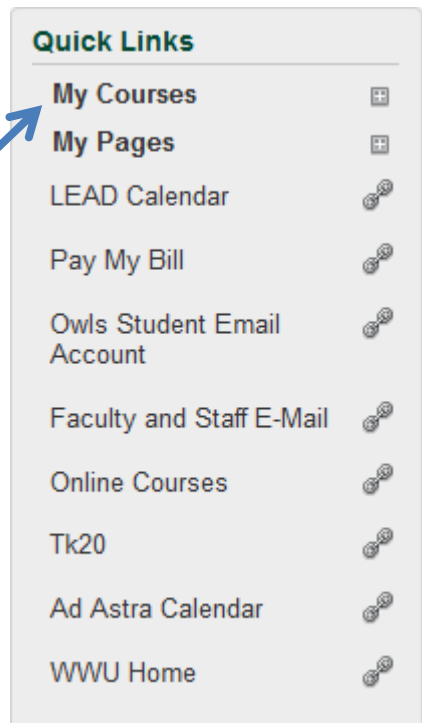 Quick Links
My Courses
My Pages
LEAD Calendar
Pay My Bill
Owls Student Email
Account
Faculty and Staff E-Mail
Online Courses
Tk20
Ad Astra Calendar
WWU Home